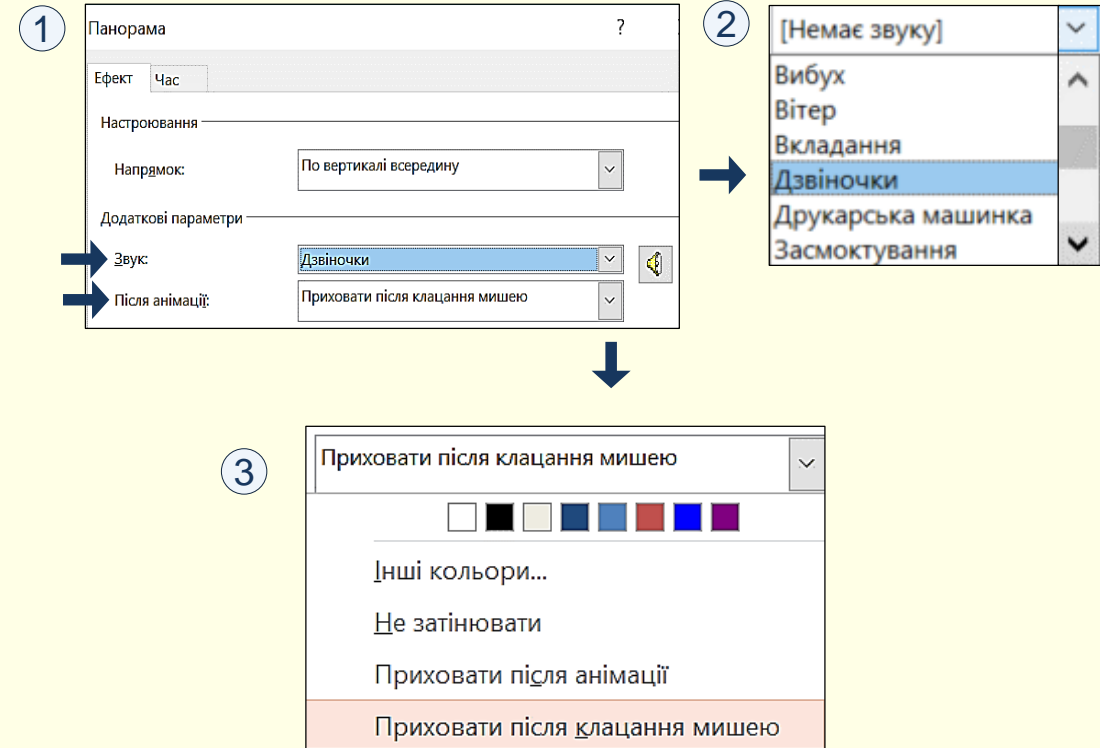 1
Панорама ?
Ефект Час
Настроювання
Напрямок: По вертикалі всередину
Додаткові параметри
Звук: Дзвіночки
Після анімації: Приховати після клацання мишею
2
[Немає звуку]
Вибух
Вітер
Вкладання
Дзвіночки
Друкарська машинка
Засмоктування
3
Приховати після клацання мишею
Інші кольори...
Не затінювати
Приховати після анімації
Приховати після клацання мишею